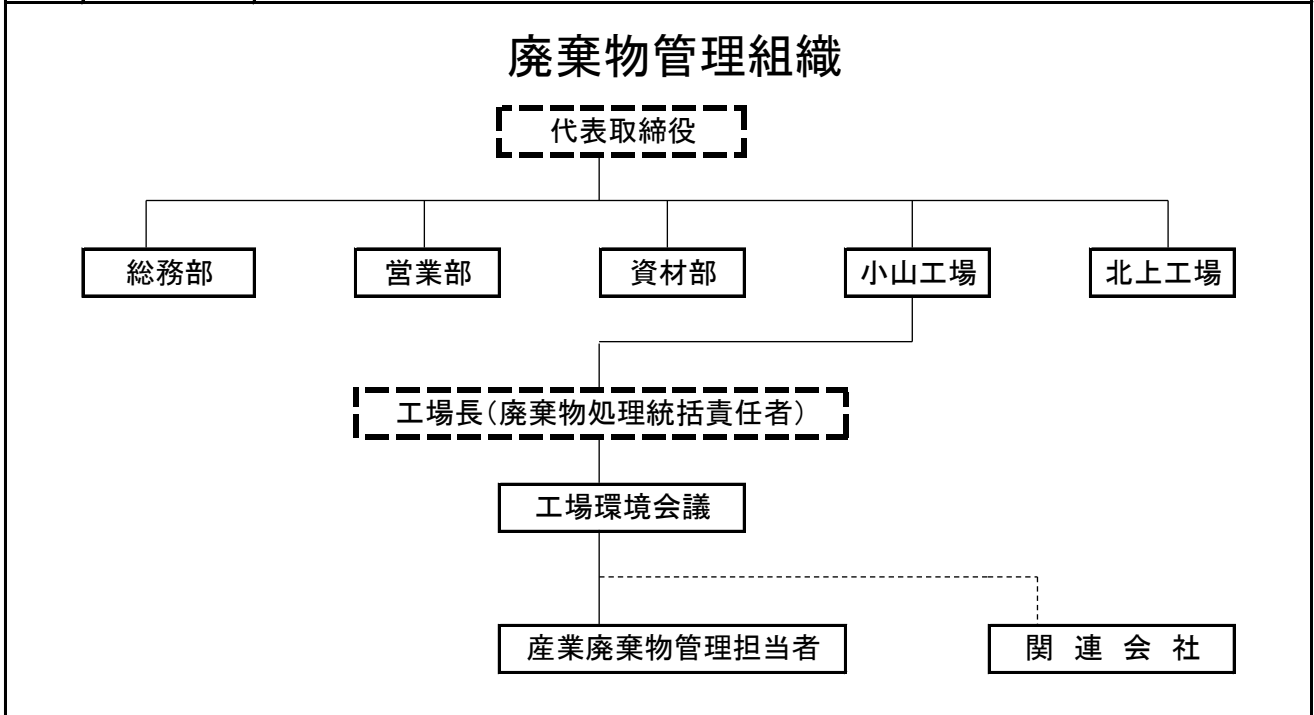 廃棄物管理組織
代表取締役
総務部
営業部
資材部
小山工場
北上工場
工場長（廃棄物処理統括責任者）
工場環境会議
産業廃棄物管理担当者
関 連 会 社